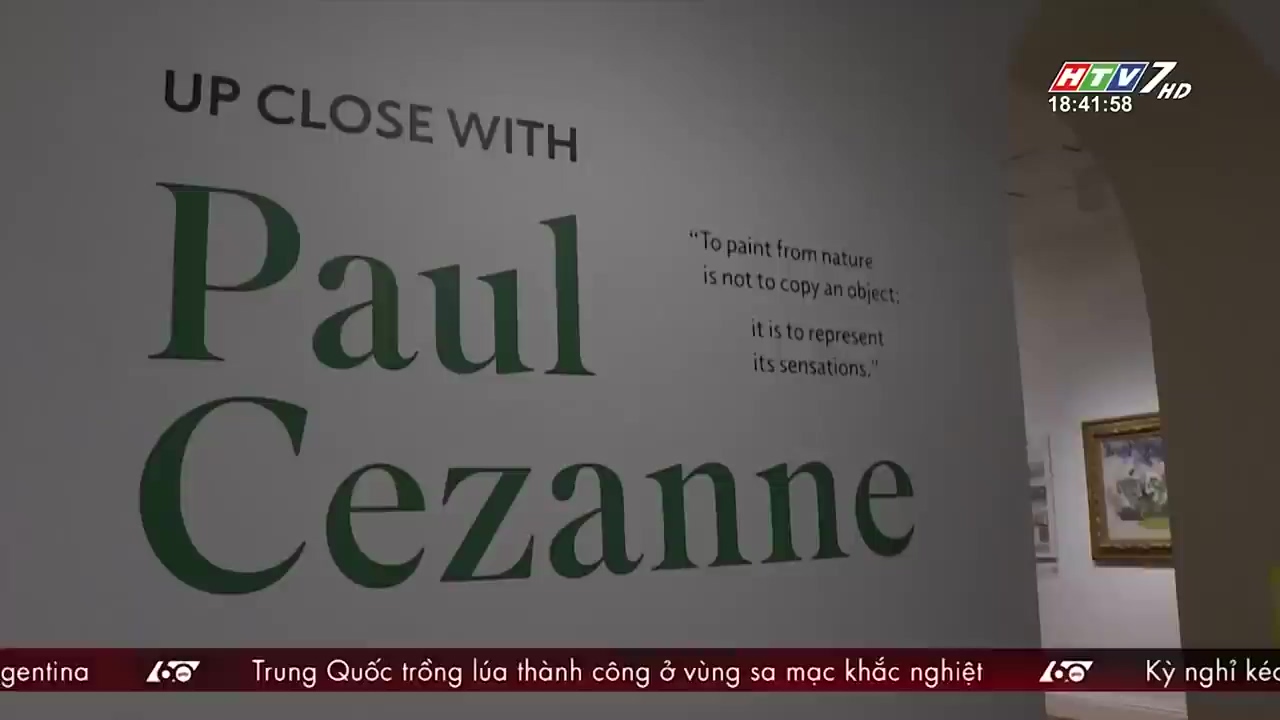 UP CLOSE WITH
Paul
Cezanne
“To paint from nature
is not to copy an object;
it is to represent
its sensations.”
HTV7 HD
18:41:58
gentina
60
Trung Quốc trồng lúa thành công ở vùng sa mạc khắc nghiệt
60
Kỳ nghỉ